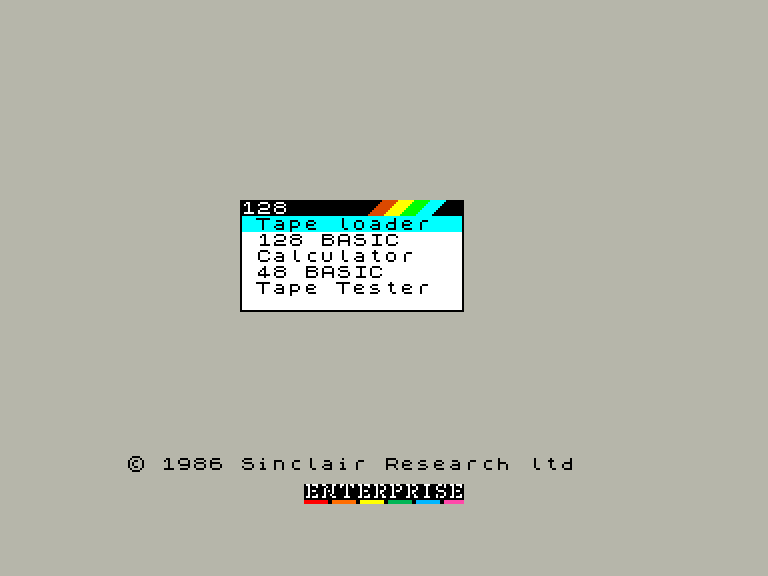 128
Tape loader
128 BASIC
Calculator
48 BASIC
Tape Tester
© 1986 Sinclair Research ltd
ENTERPRISE